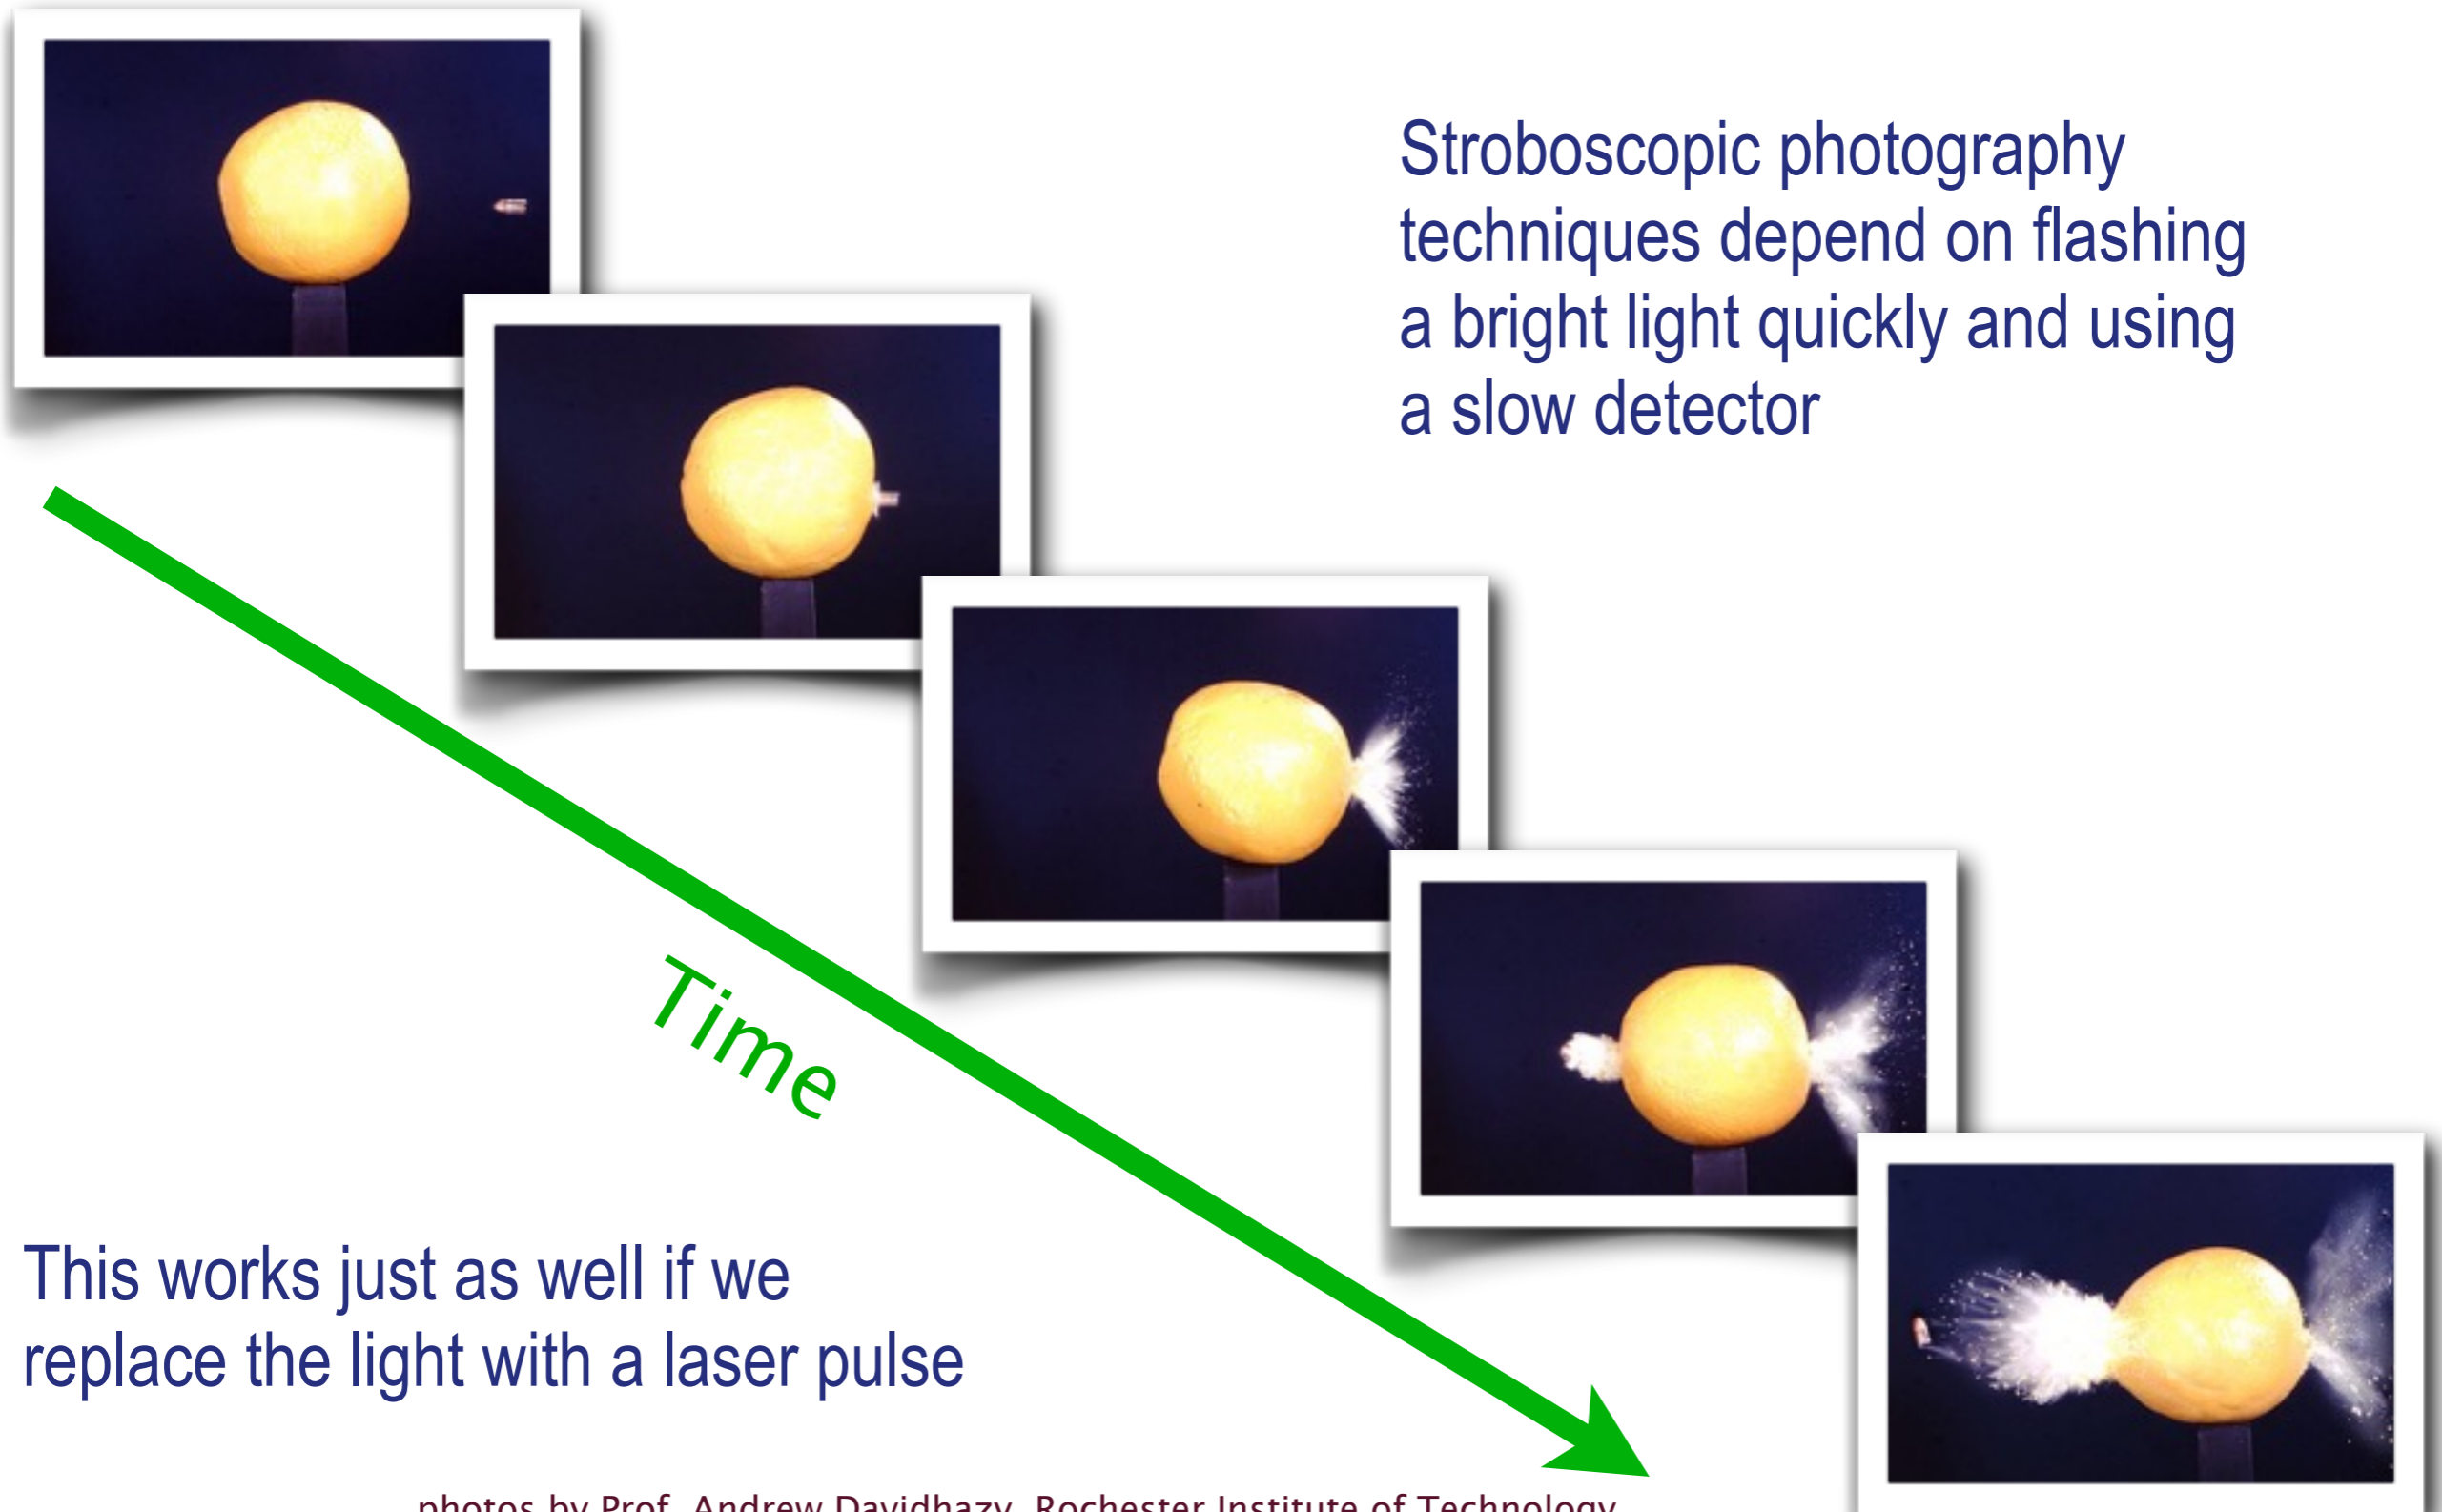 Stroboscopic photography
techniques depend on flashing
a bright light quickly and using
a slow detector
Time
This works just as well if we
replace the light with a laser pulse
photos by Prof. Andrew Davidhazy, Rochester Institute of Technology